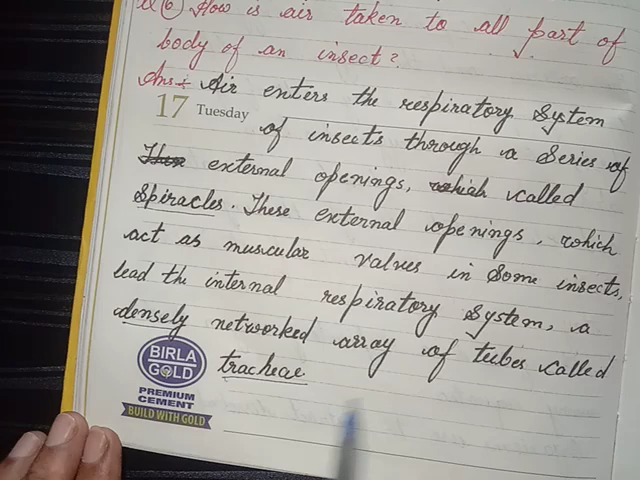 Q(6) How is air taken to all part of
body of an insect?
Ans:- Air enters the respiratory System
17 Tuesday
of insects through a Series of
external openings, which called
Spiracles. These external openings, which
act as muscular values in Some insects,
lead the internal respiratory System, a
densely networked array of tubes called
tracheae
BIRLA
GOLD
PREMIUM
CEMENT
BUILD WITH GOLD